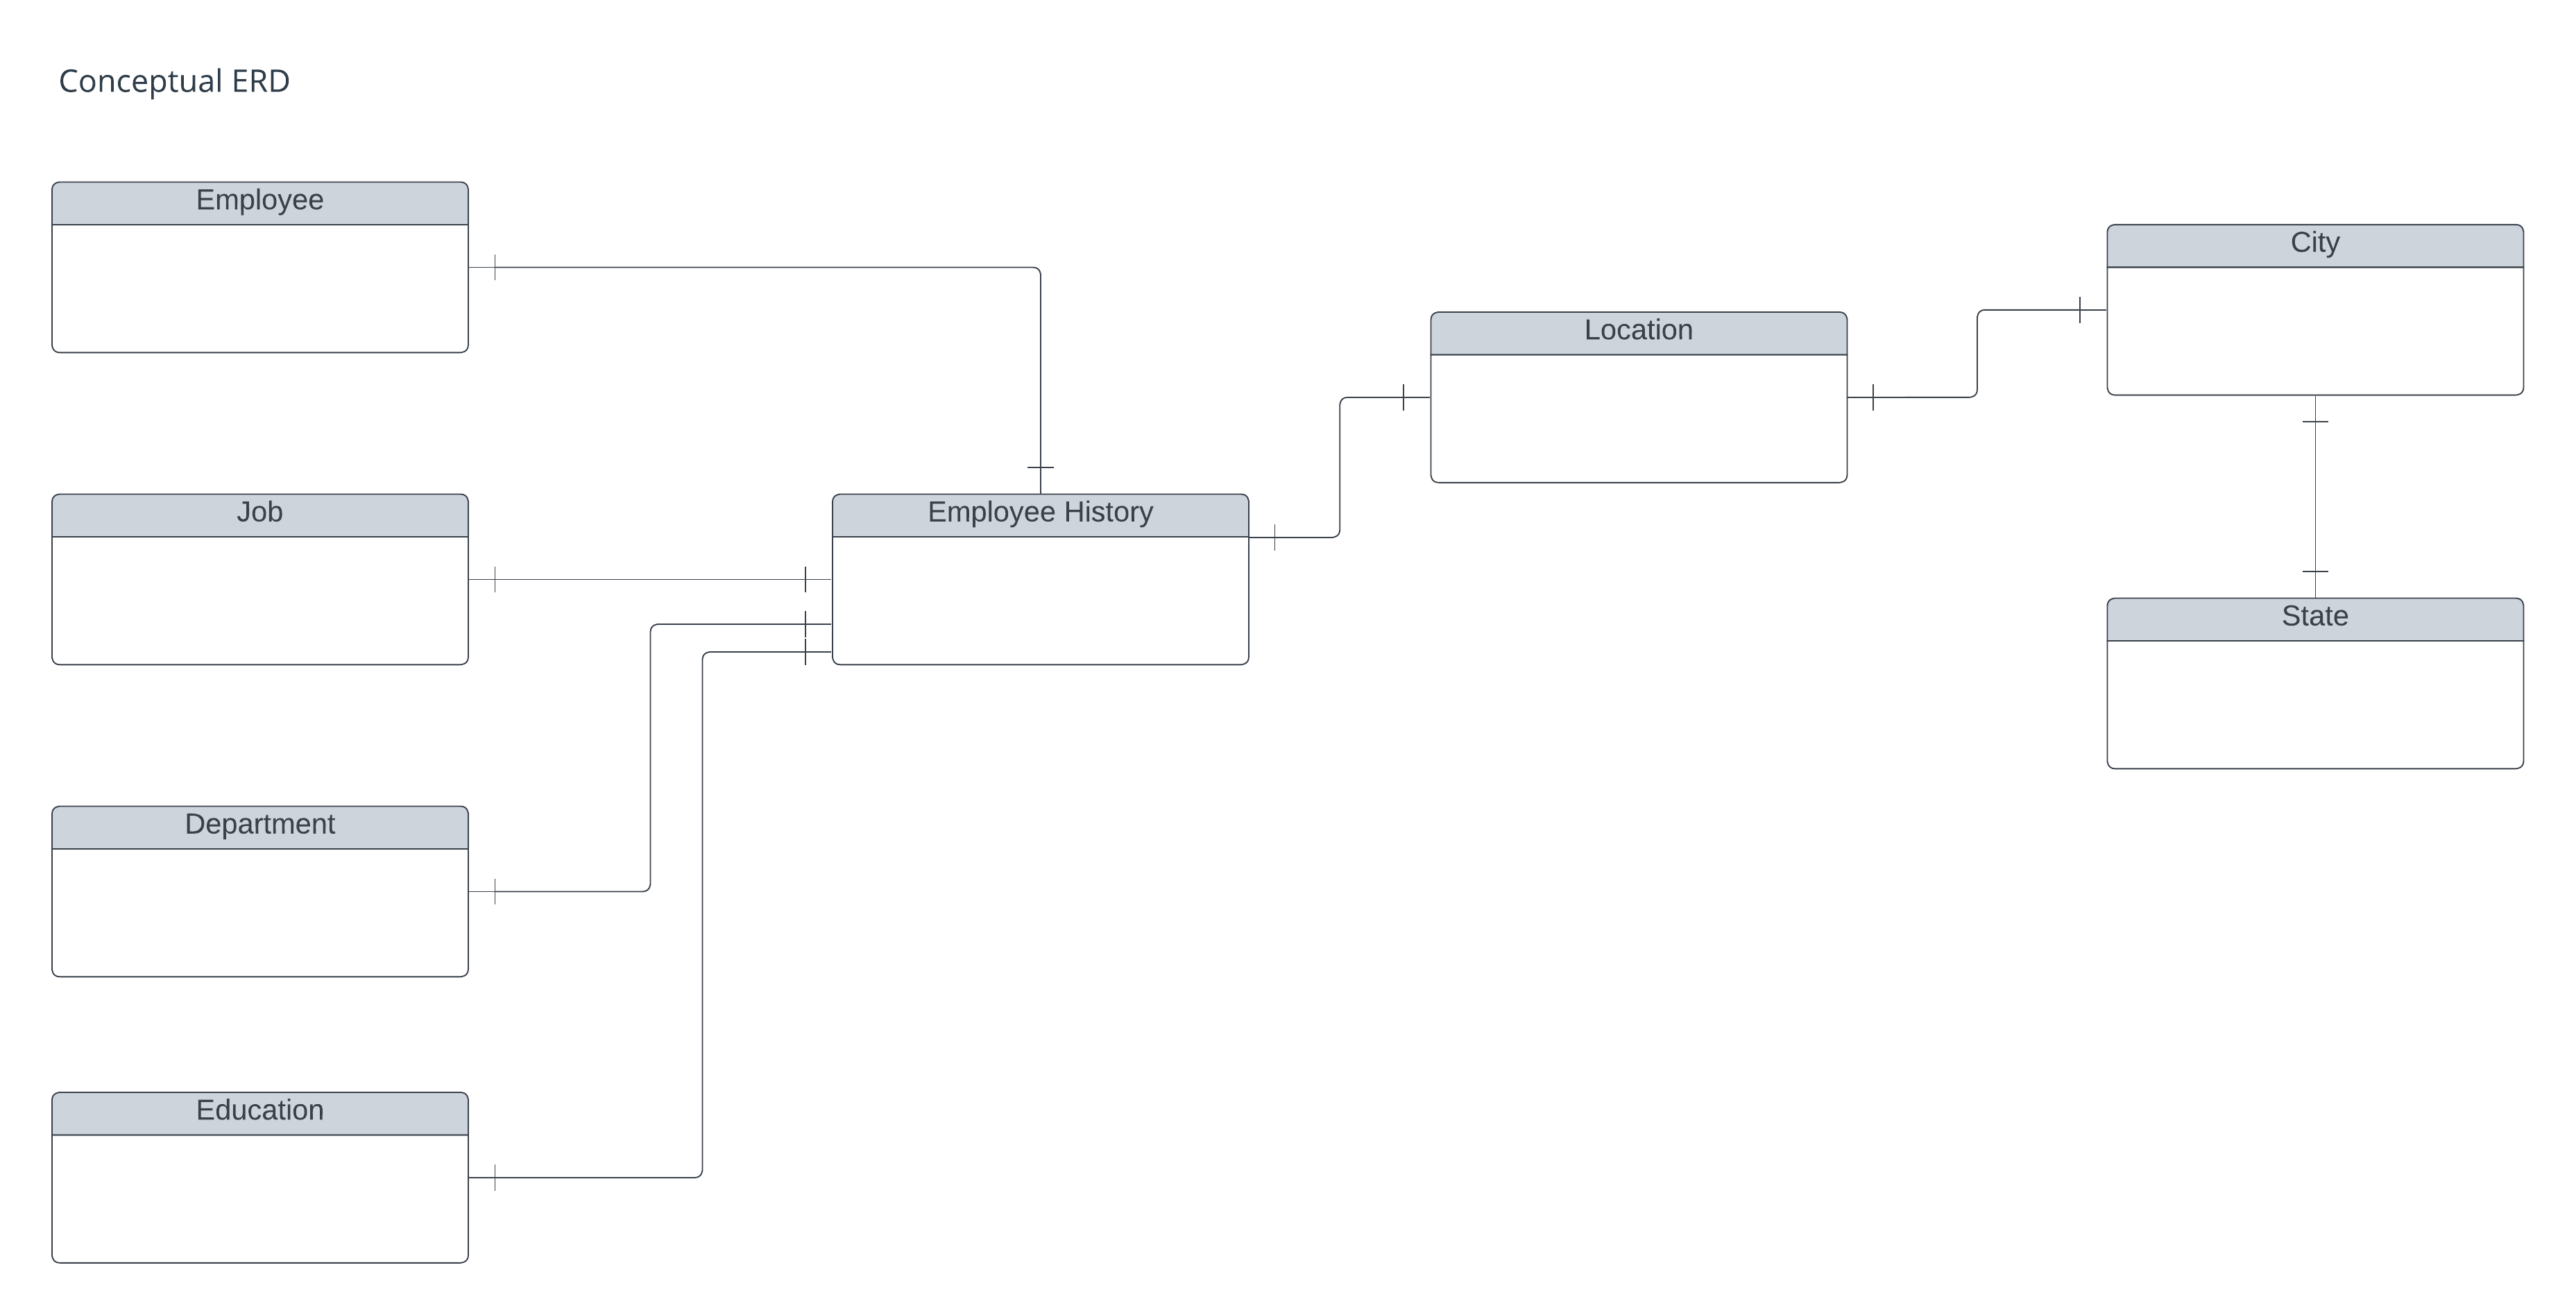 Conceptual ERD
Employee
City
Location
Job
Employee History
State
Department
Education